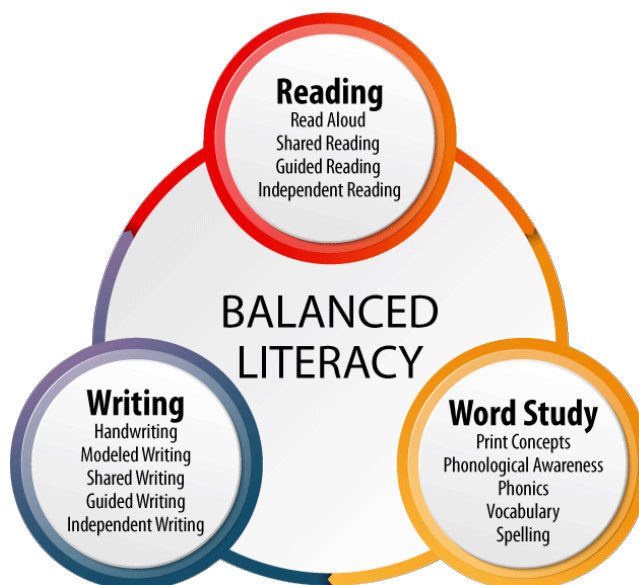 Reading
Read Aloud
Shared Reading
Guided Reading
Independent Reading
BALANCED
LITERACY
Writing
Handwriting
Modeled Writing
Shared Writing
Guided Writing
Independent Writing
Word Study
Print Concepts
Phonological Awareness
Phonics
Vocabulary
Spelling